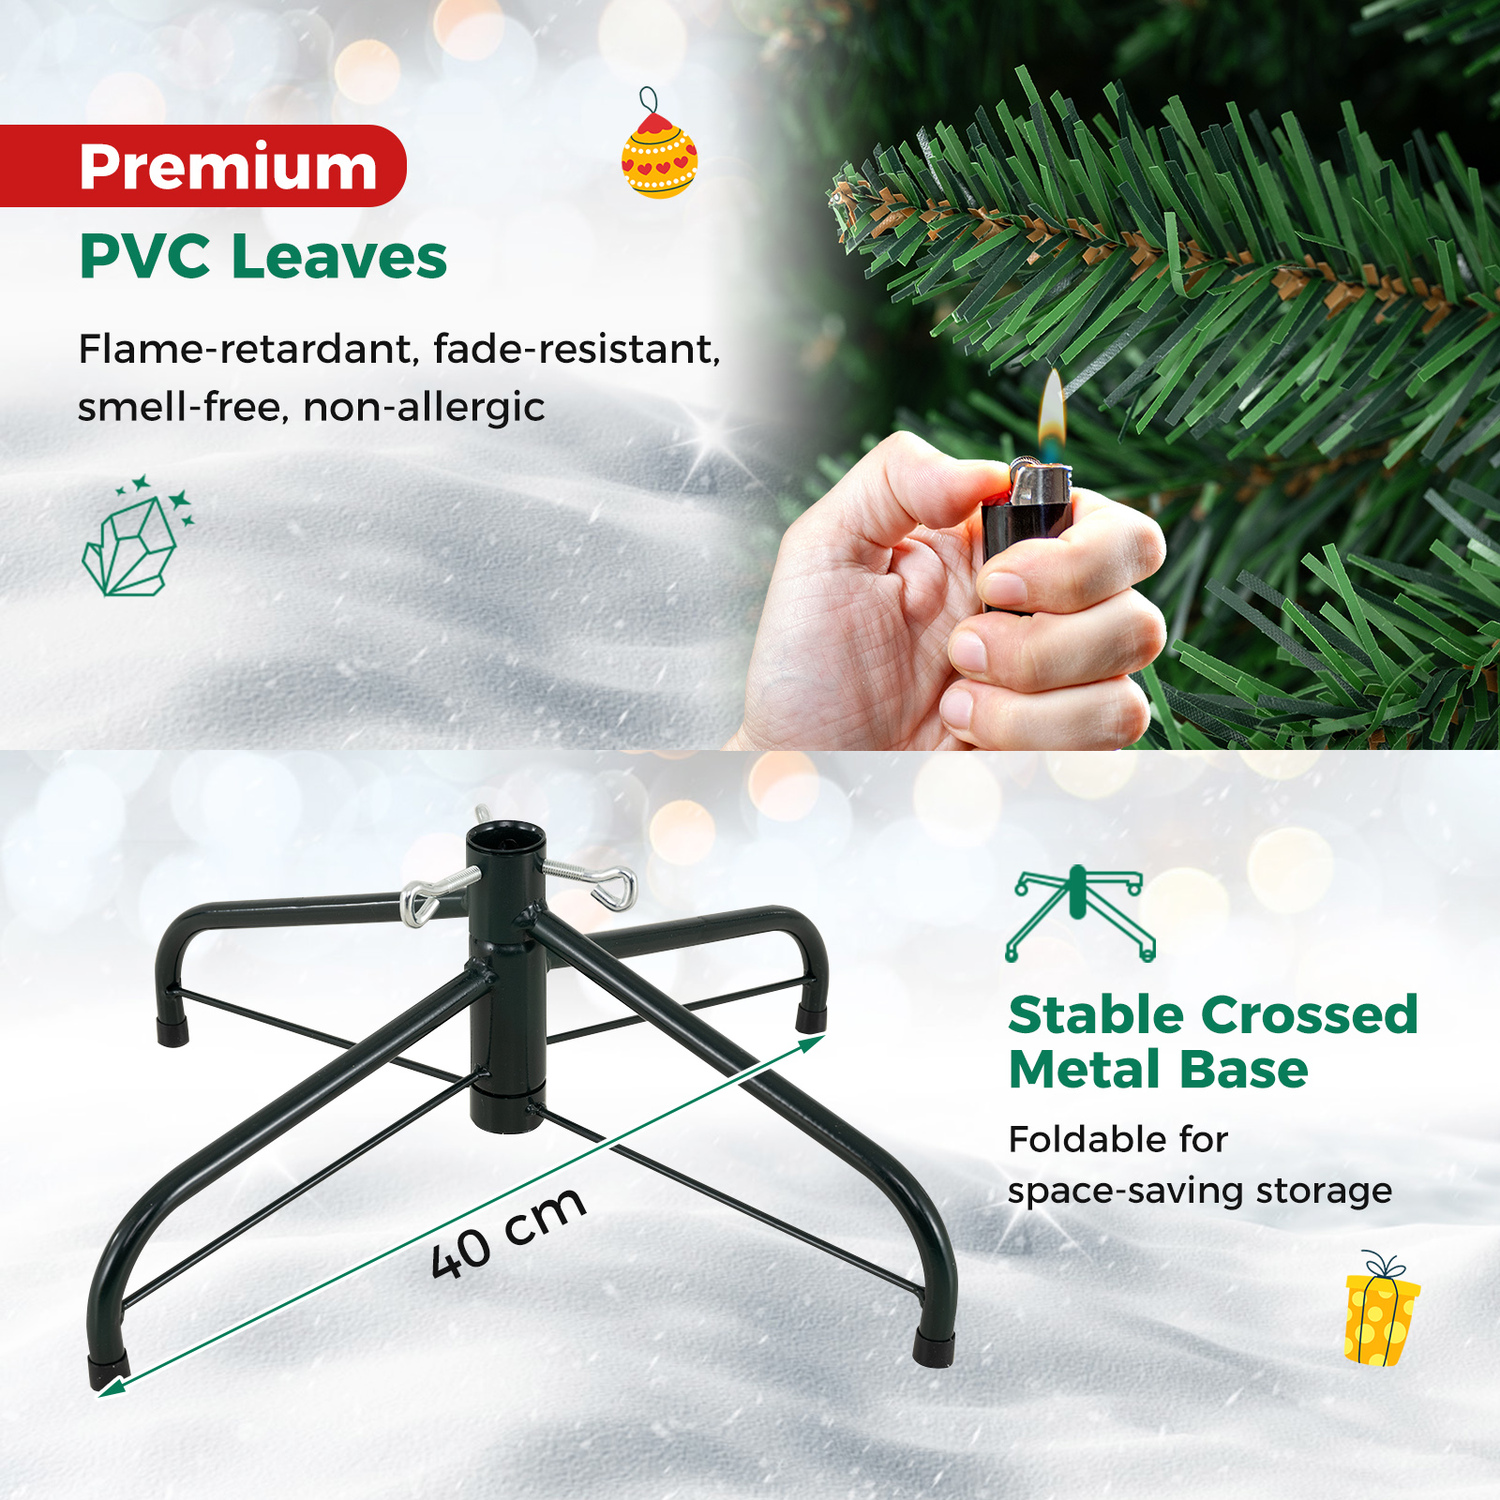 Premium
PVC Leaves
Flame-retardant, fade-resistant,
smell-free, non-allergic
40 cm
Stable Crossed
Metal Base
Foldable for
space-saving storage